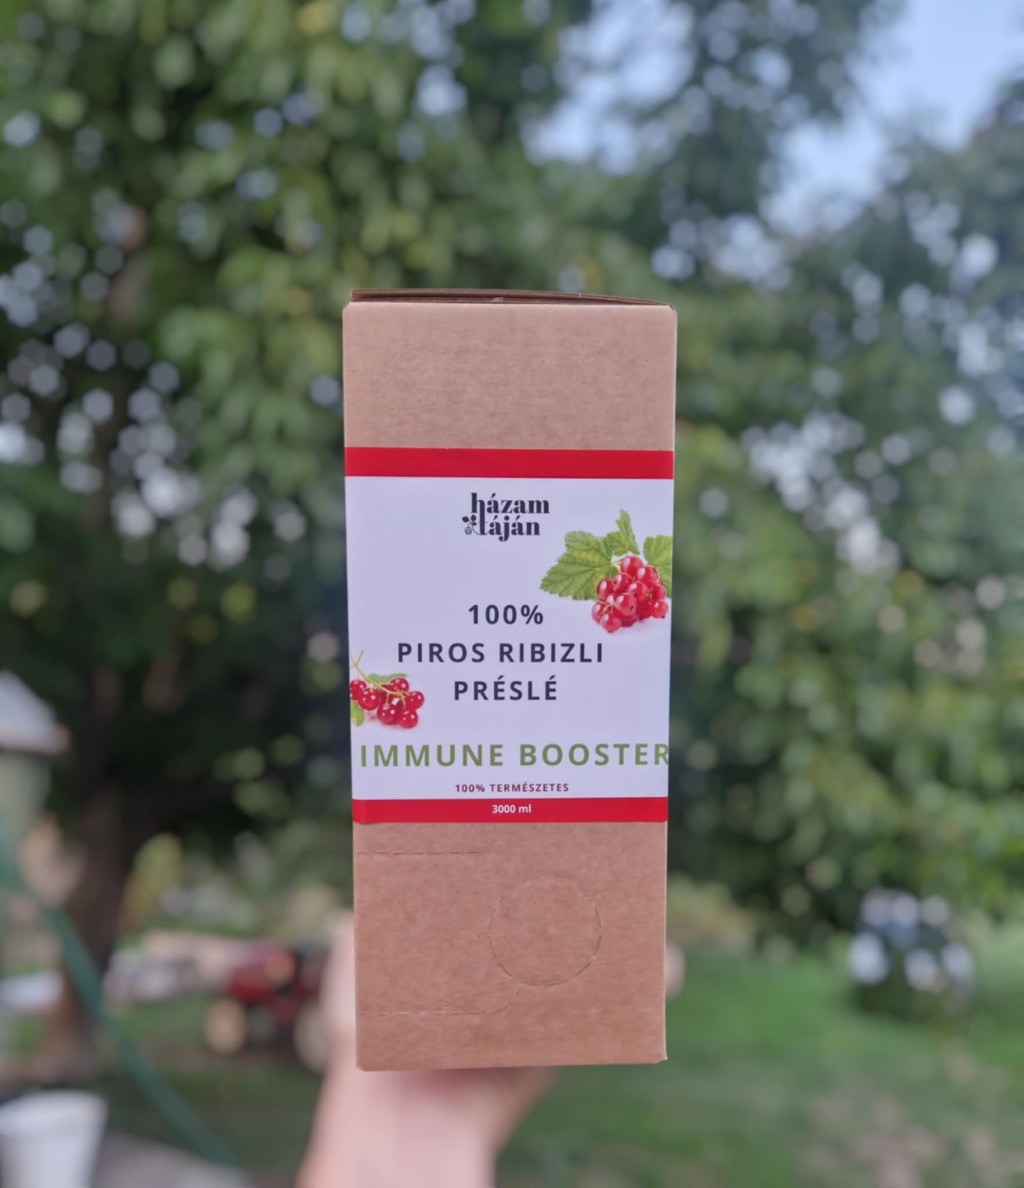 házam
táján
100%
PIROS RIBIZLI
PRÉSLÉ
IMMUNE BOOSTER
100% TERMÉSZETES
3000 ml